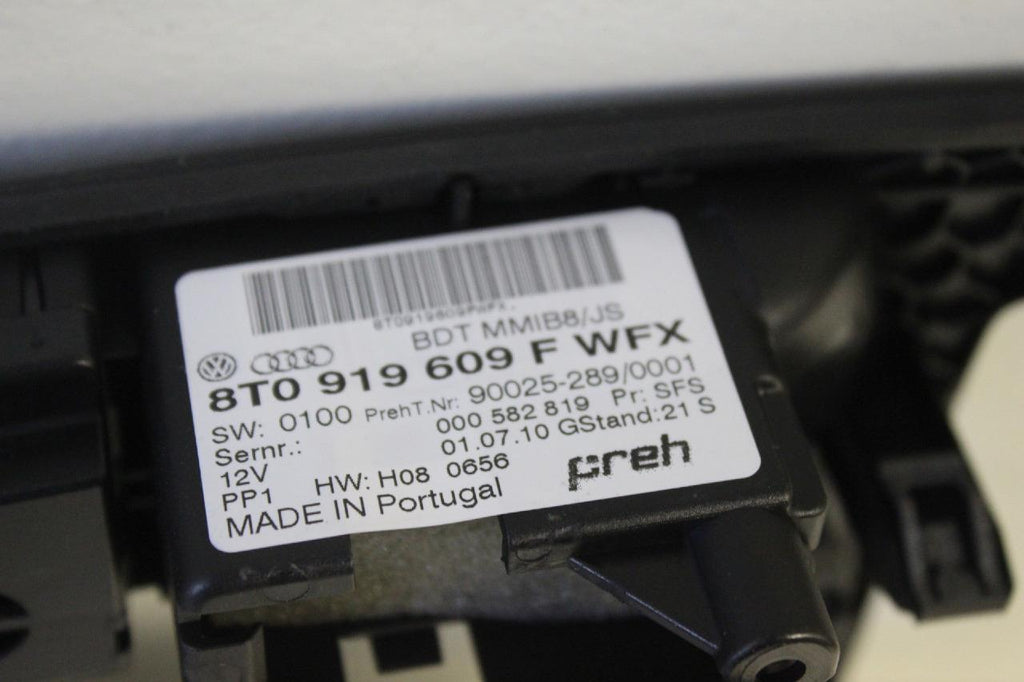 8T0919609FWFX.
BDT MMIB8/JS
8T0 919 609 F WFX
SW: 0100 PrehT.Nr: 90025-289/0001
Sernr.: 000 582 819 Pr: SFS
12V 01.07.10 GStand:21 S
PP1 HW: H08 0656
MADE IN Portugal preh